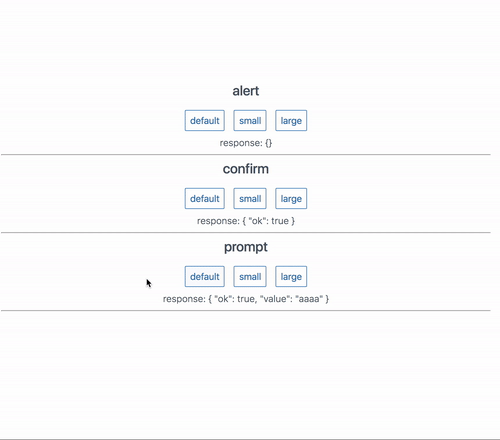 alert
default small large
response: {}
confirm
default small large
response: { "ok": true }
prompt
default small large
response: { "ok": true, "value": "aaaa" }